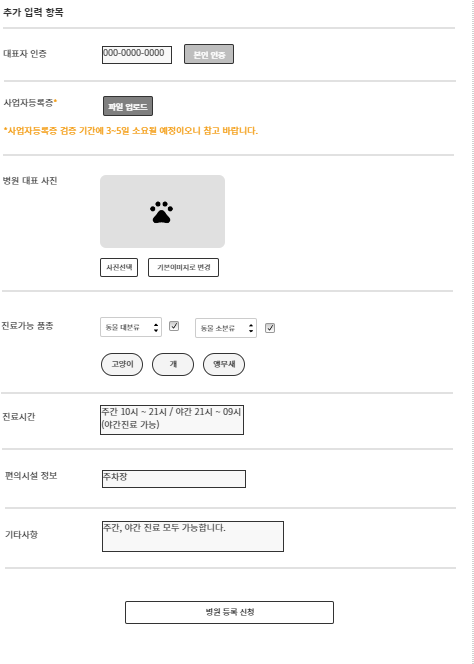 추가 입력 항목
대표자 인증
000-0000-0000
본인 인증
사업자등록증*
파일 업로드
*사업자등록증 검증 기간에 3~5일 소요될 예정이오니 참고 바랍니다.
병원 대표 사진
사진선택
기본이미지로 변경
진료가능 품종
동물 대분류
동물 소분류
고양이
개
앵무새
진료시간
주간 10시 ~ 21시 / 야간 21시 ~ 09시
(야간진료 가능)
편의시설 정보
주차장
기타사항
주간, 야간 진료 모두 가능합니다.
병원 등록 신청